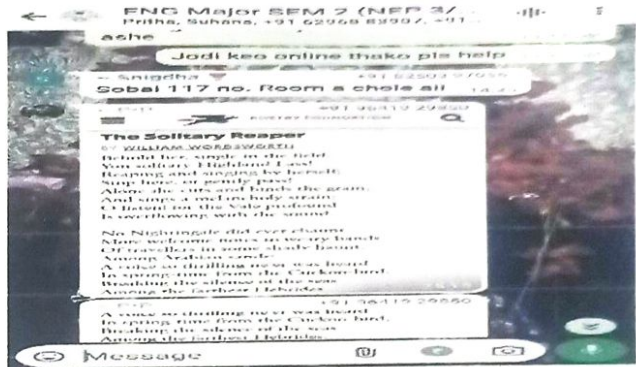 ENG Major SEM 2 (NEP 3/...
Pritha, Suhana, +91 62968 82907, +91...
ashe
Jodi keo online thako pls help
~ Snigdha
Sobai 117 no. Room a chole aii
POETRY FOUNDATION
The Solitary Reaper
BY WILLIAM WORDSWORTH
Behold her, single in the field,
Yon solitary Highland Lass!
Reaping and singing by herself;
Stop here, or gently pass!
Alone she cuts and binds the grain,
And sings a melancholy strain;
O listen! for the Vale profound
Is overflowing with the sound.
No Nightingale did ever chaunt
More welcome notes to weary bands
Of travellers in some shady haunt,
Among Arabian sands:
A voice so thrilling ne'er was heard
In spring-time from the Cuckoo-bird,
Breaking the silence of the seas
Among the farthest Hebrides.
A voice so thrilling ne'er was heard
In spring-time from the Cuckoo-bird,
Breaking the silence of the seas
Among the farthest Hebrides.
Message